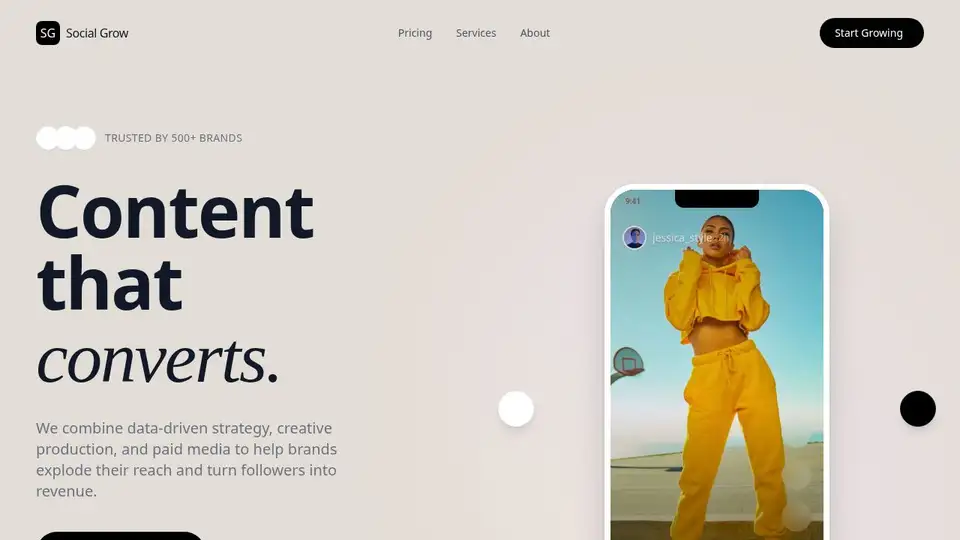 SG Social Grow
Pricing Services About
Start Growing
TRUSTED BY 500+ BRANDS
Content
that
converts.
We combine data-driven strategy, creative
production, and paid media to help brands
explode their reach and turn followers into
revenue.
9:41
jessica_style 2h